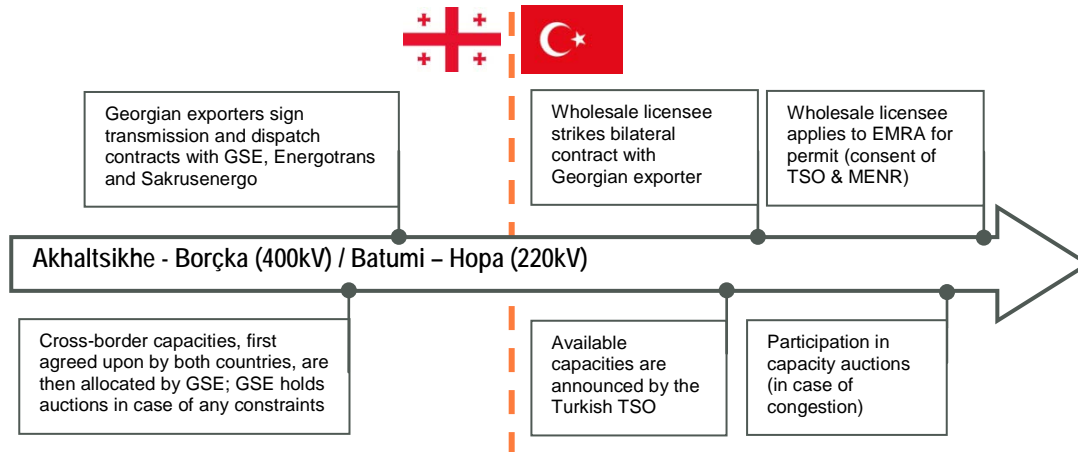 Georgian exporters sign
transmission and dispatch
contracts with GSE, Energotrans
and Sakrusenergo
Wholesale licensee
strikes bilateral
contract with
Georgian exporter
Wholesale licensee
applies to EMRA for
permit (consent of
TSO & MENR)
Akhaltsikhe - Borçka (400kV) / Batumi – Hopa (220kV)
Cross-border capacities, first
agreed upon by both countries, are
then allocated by GSE; GSE holds
auctions in case of any constraints
Available
capacities are
announced by the
Turkish TSO
Participation in
capacity auctions
(in case of
congestion)